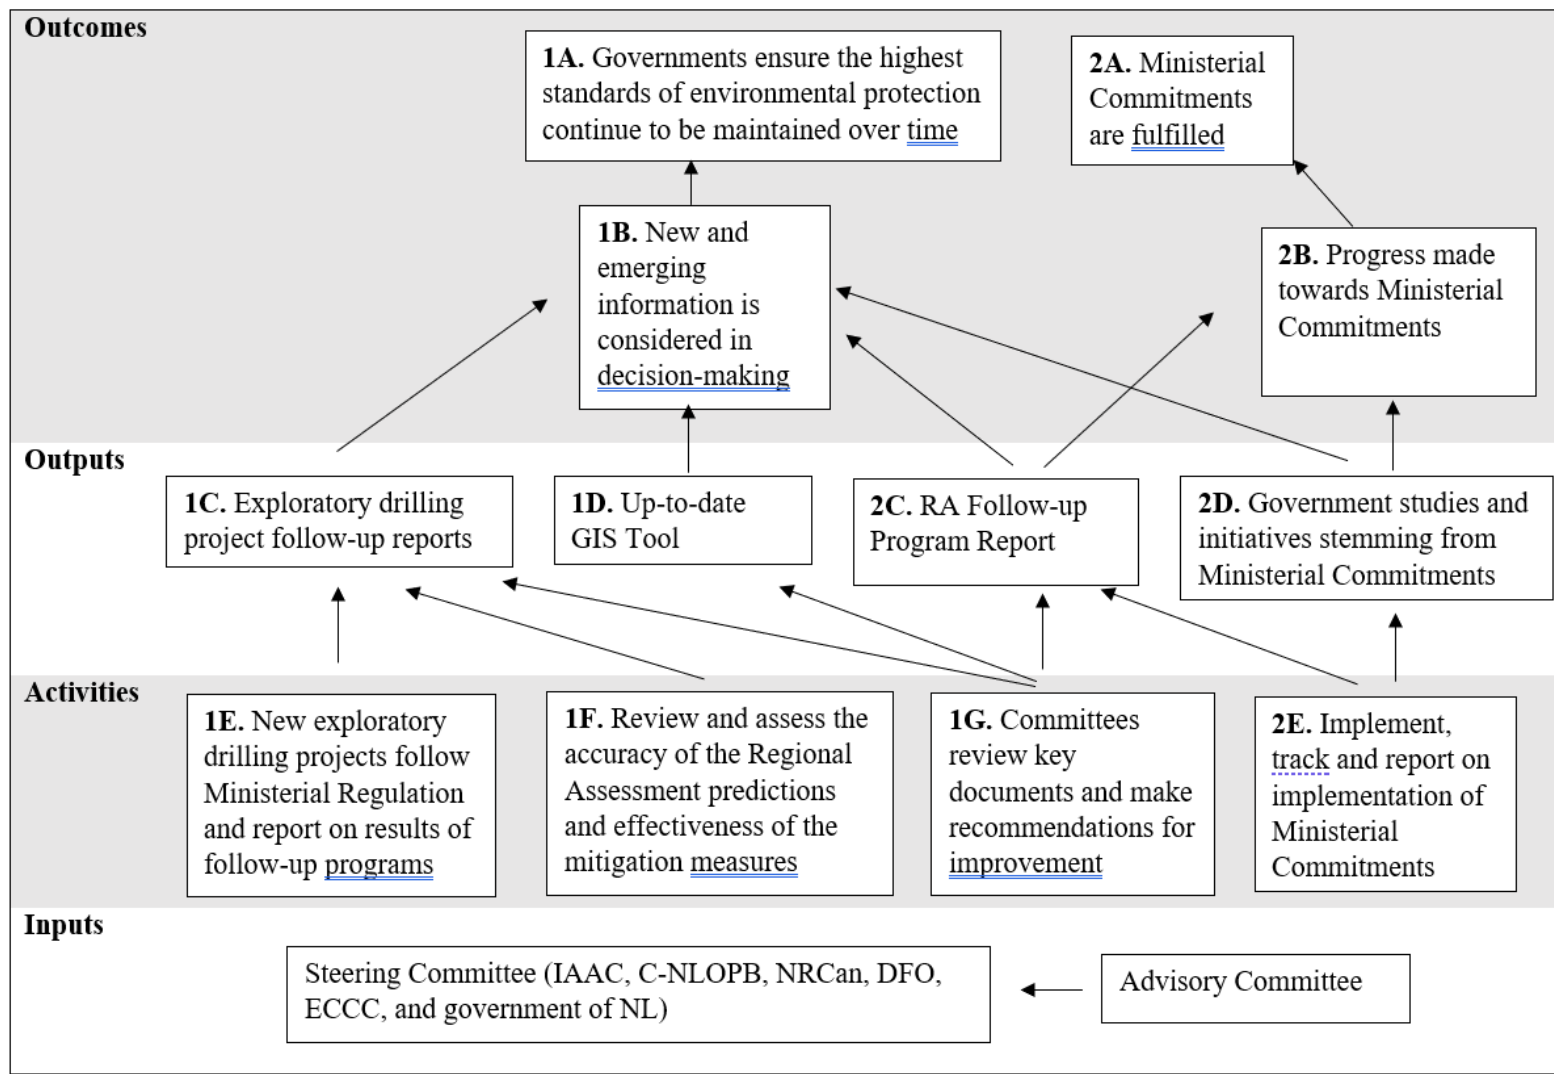 Outcomes
1A. Governments ensure the highest
standards of environmental protection
continue to be maintained over time
2A. Ministerial
Commitments
are fulfilled
1B. New and
emerging
information is
considered in
decision-making
2B. Progress made
towards Ministerial
Commitments
Outputs
1C. Exploratory drilling
project follow-up reports
1D. Up-to-date
GIS Tool
2C. RA Follow-up
Program Report
2D. Government studies and
initiatives stemming from
Ministerial Commitments
Activities
1E. New exploratory
drilling projects follow
Ministerial Regulation
and report on results of
follow-up programs
1F. Review and assess the
accuracy of the Regional
Assessment predictions
and effectiveness of the
mitigation measures
1G. Committees
review key
documents and make
recommendations for
improvement
2E. Implement,
track and report on
implementation of
Ministerial
Commitments
Inputs
Steering Committee (IAAC, C-NLOPB, NRCan, DFO,
ECCC, and government of NL)
Advisory Committee